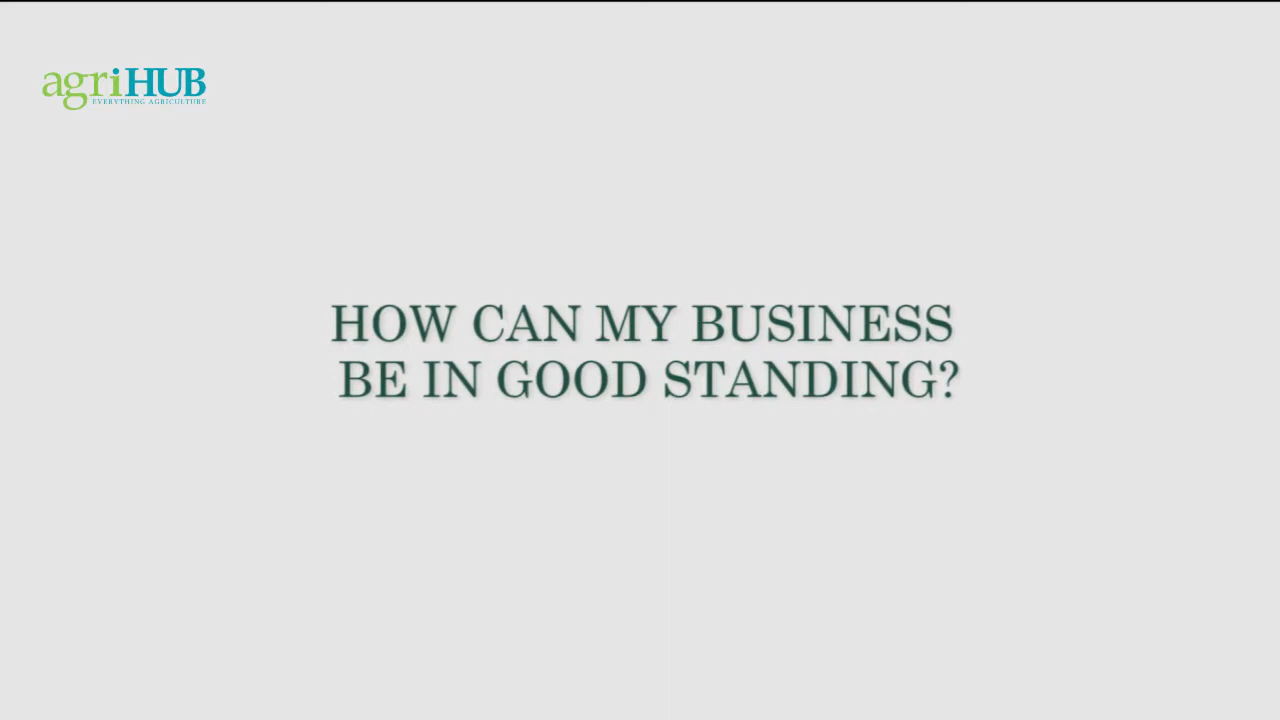 agriHUB
EVERYTHING AGRICULTURE
HOW CAN MY BUSINESS
BE IN GOOD STANDING?